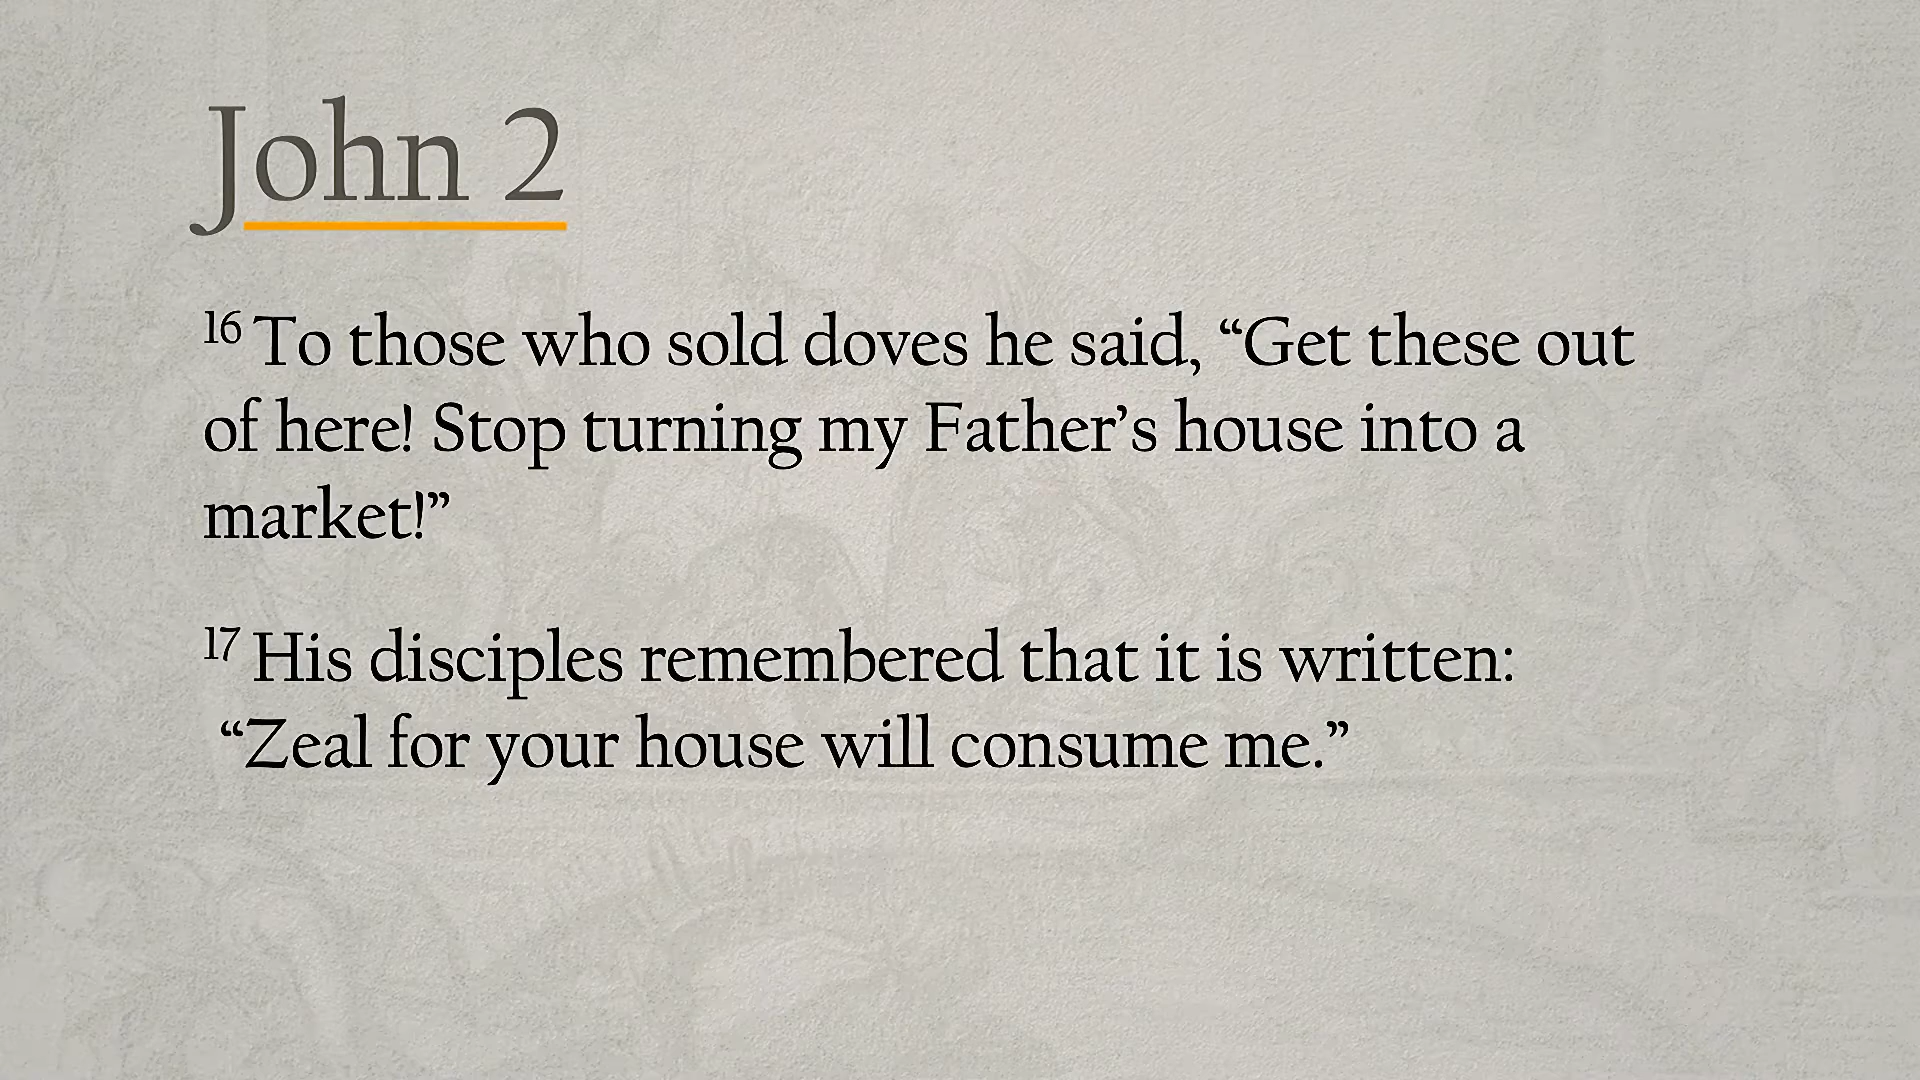 John 2
16 To those who sold doves he said, “Get these out
of here! Stop turning my Father’s house into a
market!”
17 His disciples remembered that it is written:
“Zeal for your house will consume me.”